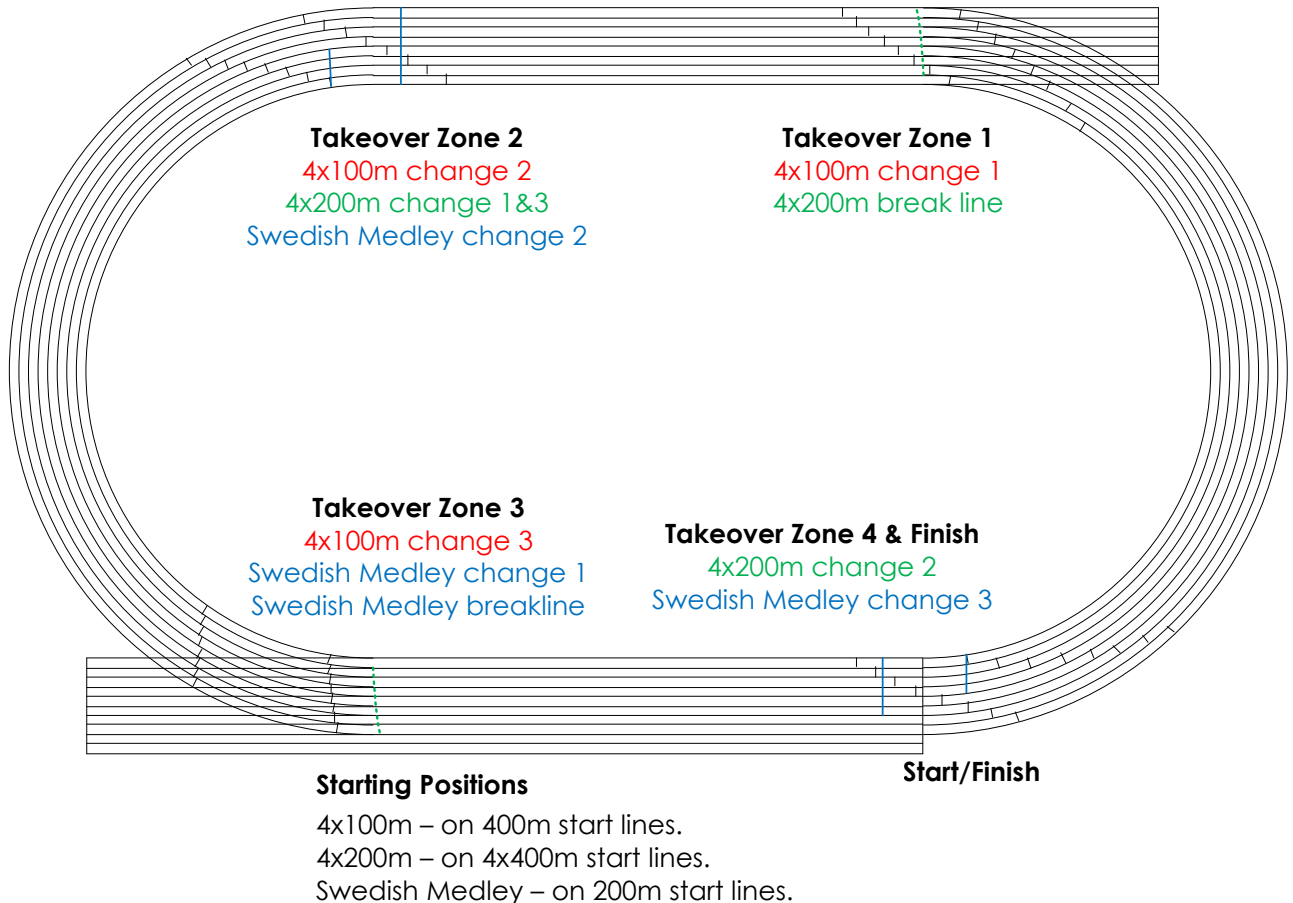 Takeover Zone 2
4x100m change 2
4x200m change 1&3
Swedish Medley change 2
Takeover Zone 1
4x100m change 1
4x200m break line
Takeover Zone 3
4x100m change 3
Swedish Medley change 1
Swedish Medley breakline
Takeover Zone 4 & Finish
4x200m change 2
Swedish Medley change 3
Start/Finish
Starting Positions
4x100m – on 400m start lines.
4x200m – on 4x400m start lines.
Swedish Medley – on 200m start lines.